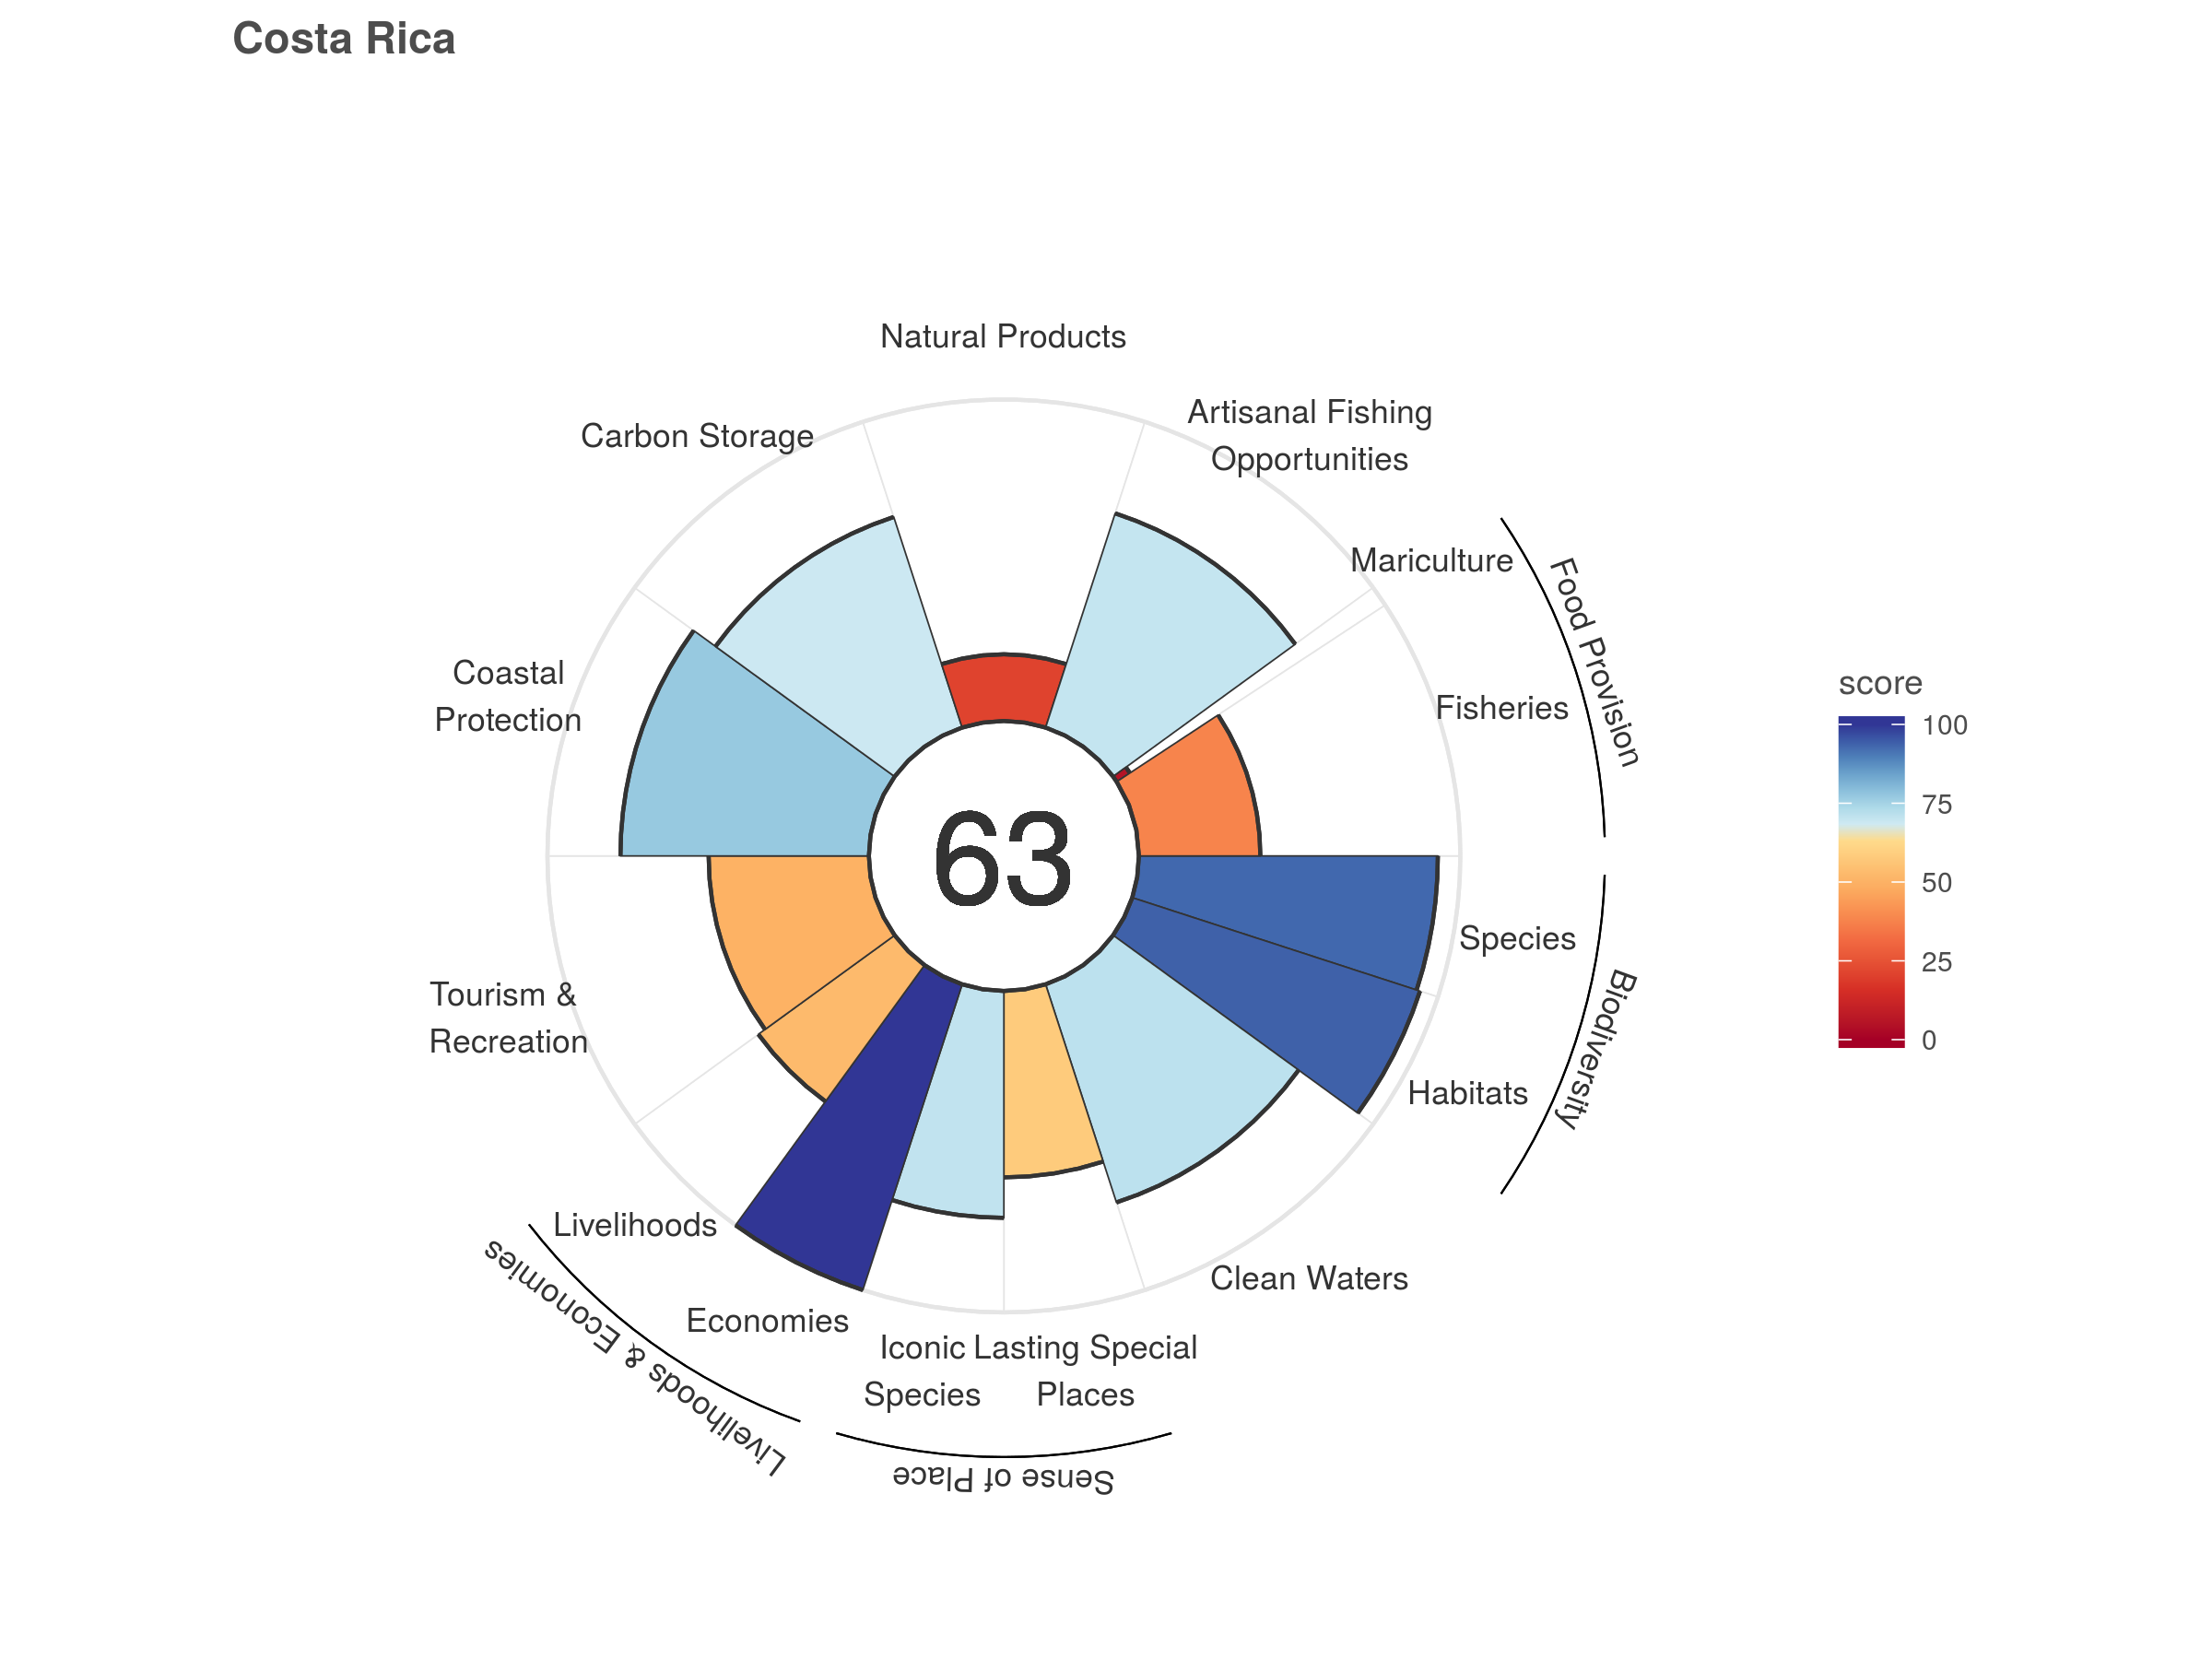 Costa Rica
Natural Products
Artisanal Fishing
Opportunities
Carbon Storage
Mariculture
Food Provision
Coastal
Protection
Fisheries
score
100
75
50
25
0
63
Species
Biodiversity
Tourism &
Recreation
Habitats
Livelihoods
Clean Waters
Economies
Livelihoods & Economies
Iconic
Species
Lasting Special
Places
Sense of Place